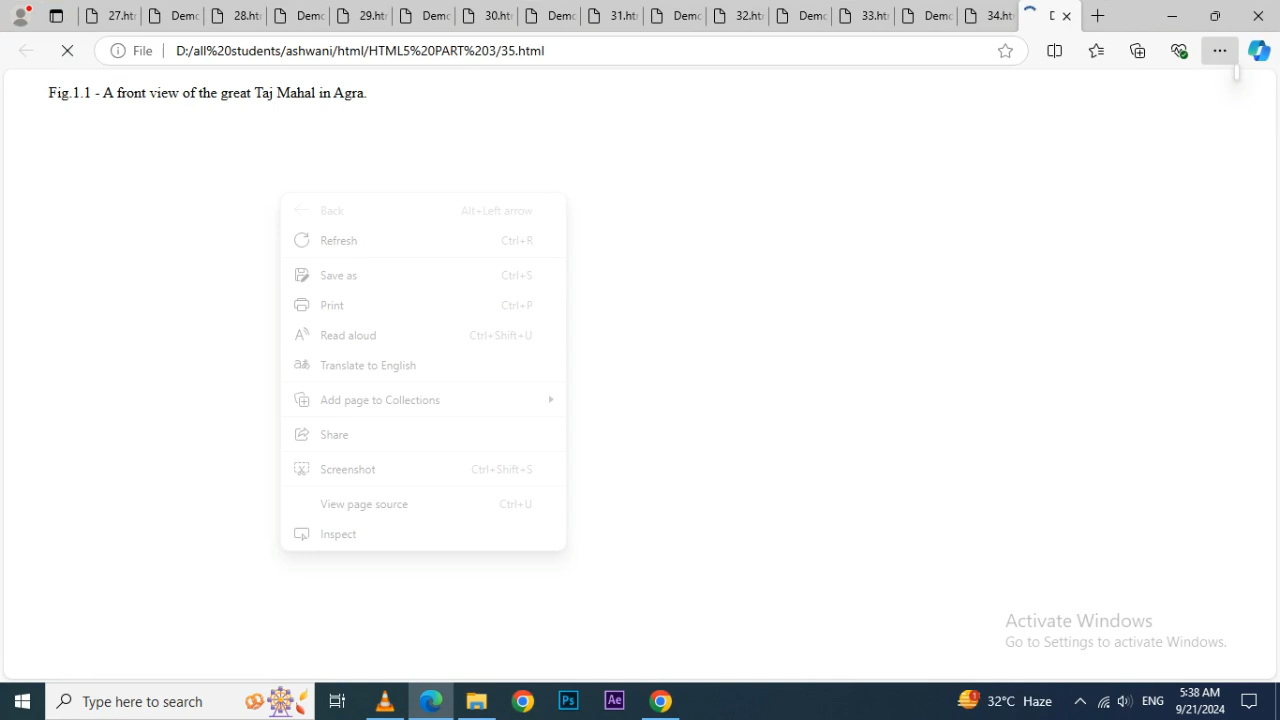 27.htm
Demo
28.htm
Demo
29.htm
Demo
30.htm
Demo
31.htm
Demo
32.htm
Demo
33.htm
Demo
34.htm
D
File
D:/all%20students/ashwani/html/HTML5%20PART%203/35.html
Fig.1.1 - A front view of the great Taj Mahal in Agra.
Back Alt+Left arrow
Refresh Ctrl+R
Save as Ctrl+S
Print Ctrl+P
Read aloud Ctrl+Shift+U
Translate to English
Add page to Collections
Share
Screenshot Ctrl+Shift+S
View page source Ctrl+U
Inspect
Activate Windows
Go to Settings to activate Windows.
Type here to search
Ps
Ae
1
32°C Haze
ENG
5:38 AM
9/21/2024